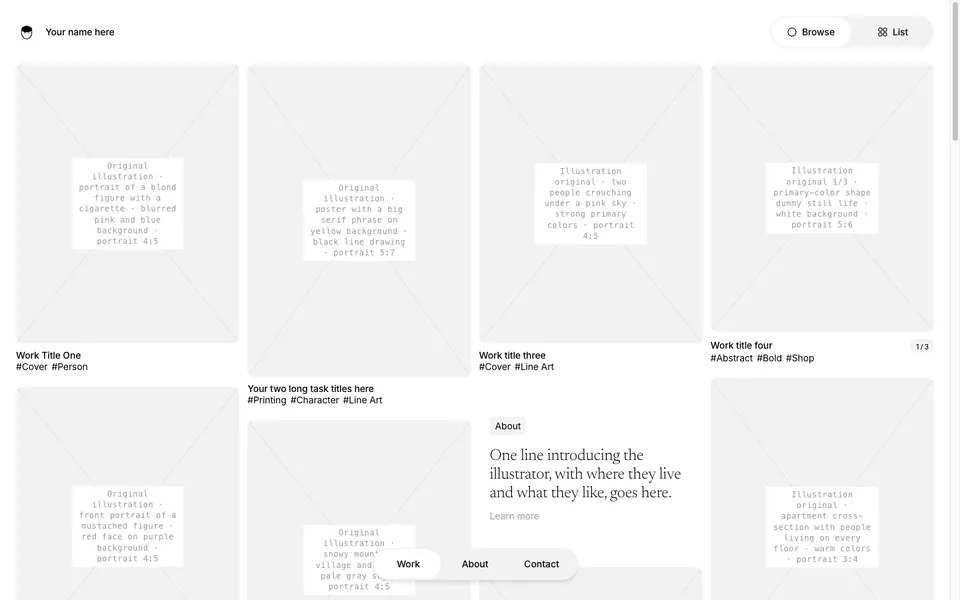 Your name here
Browse
List
Original
illustration ·
portrait of a blond
figure with a
cigarette · blurred
pink and blue
background ·
portrait 4:5
Work Title One
#Cover #Person
Original
illustration ·
poster with a big
serif phrase on
yellow background ·
black line drawing
· portrait 5:7
Your two long task titles here
#Printing #Character #Line Art
Illustration
original · two
people crouching
under a pink sky ·
strong primary
colors · portrait
4:5
Work title three
#Cover #Line Art
Illustration
original 1/3 ·
primary-color shape
dummy still life ·
white background ·
portrait 5:6
Work title four
1/3
#Abstract #Bold #Shop
Original
illustration ·
front portrait of a
mustached figure ·
red face on purple
background ·
portrait 4:5
Original
illustration ·
snowy
village and
pale gray
portrait 4:5
About
One line introducing the
illustrator, with where they live
and what they like, goes here.
Learn more
Illustration
original ·
apartment cross-
section with people
living on every
floor · warm colors
· portrait 3:4
Work
About
Contact